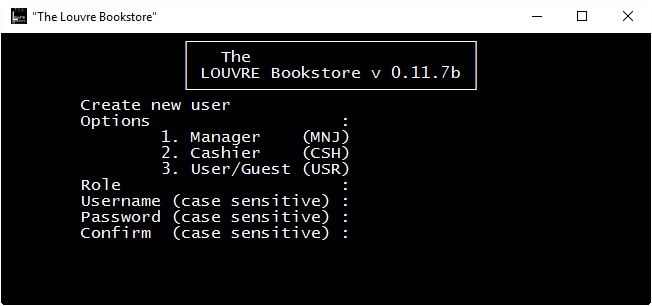 "The Louvre Bookstore"
The
LOUVRE Bookstore v 0.11.7b
Create new user
Options :
1. Manager (MNJ)
2. Cashier (CSH)
3. User/Guest (USR)
Role :
Username (case sensitive) :
Password (case sensitive) :
Confirm (case sensitive) :